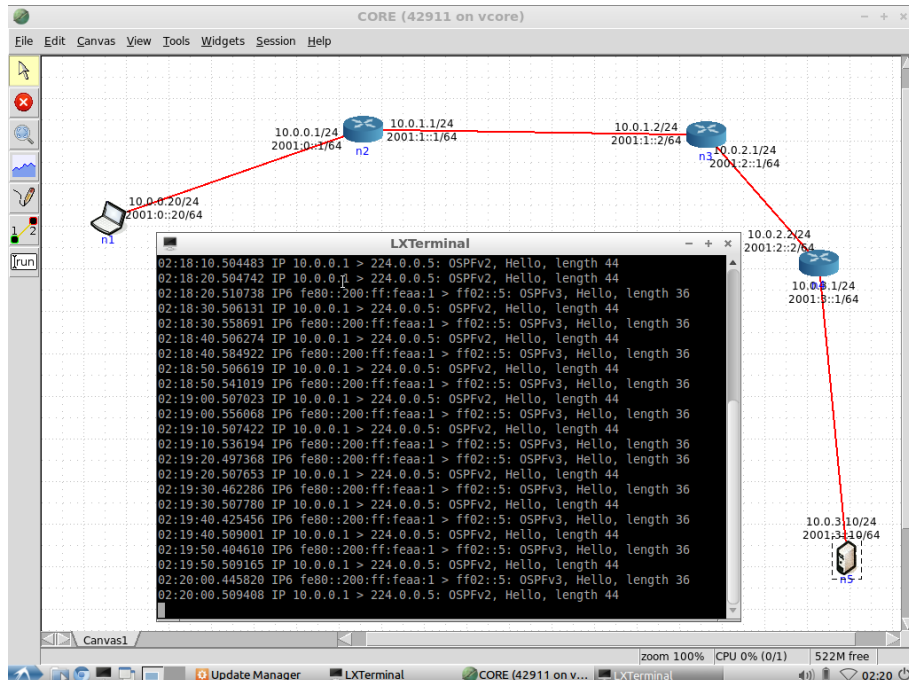 CORE (42911 on vcore)
File Edit Canvas View Tools Widgets Session Help
10.0.0.1/24
2001:0::1/64
n2
10.0.1.1/24
2001:1::1/64
10.0.1.2/24
2001:1::2/64
n3
10.0.2.1/24
2001:2::1/64
10.0.0.20/24
2001:0::20/64
n1
1 2
run
10.0.2.2/24
2001:2::2/64
10.0.3.1/24
2001:3::1/64
LXTerminal
02:18:10.504483 IP 10.0.0.1 > 224.0.0.5: OSPFv2, Hello, length 44
02:18:20.504742 IP 10.0.0.1 > 224.0.0.5: OSPFv2, Hello, length 44
02:18:20.510738 IP6 fe80::200:ff:feaa:1 > ff02::5: OSPFv3, Hello, length 36
02:18:30.506131 IP 10.0.0.1 > 224.0.0.5: OSPFv2, Hello, length 44
02:18:30.558691 IP6 fe80::200:ff:feaa:1 > ff02::5: OSPFv3, Hello, length 36
02:18:40.506274 IP 10.0.0.1 > 224.0.0.5: OSPFv2, Hello, length 44
02:18:40.584922 IP6 fe80::200:ff:feaa:1 > ff02::5: OSPFv3, Hello, length 36
02:18:50.506619 IP 10.0.0.1 > 224.0.0.5: OSPFv2, Hello, length 44
02:18:50.541019 IP6 fe80::200:ff:feaa:1 > ff02::5: OSPFv3, Hello, length 36
02:19:00.507023 IP 10.0.0.1 > 224.0.0.5: OSPFv2, Hello, length 44
02:19:00.556068 IP6 fe80::200:ff:feaa:1 > ff02::5: OSPFv3, Hello, length 36
02:19:10.507422 IP 10.0.0.1 > 224.0.0.5: OSPFv2, Hello, length 44
02:19:10.536194 IP6 fe80::200:ff:feaa:1 > ff02::5: OSPFv3, Hello, length 36
02:19:20.497368 IP6 fe80::200:ff:feaa:1 > ff02::5: OSPFv3, Hello, length 36
02:19:20.507653 IP 10.0.0.1 > 224.0.0.5: OSPFv2, Hello, length 44
02:19:30.462286 IP6 fe80::200:ff:feaa:1 > ff02::5: OSPFv3, Hello, length 36
02:19:30.507780 IP 10.0.0.1 > 224.0.0.5: OSPFv2, Hello, length 44
02:19:40.425456 IP6 fe80::200:ff:feaa:1 > ff02::5: OSPFv3, Hello, length 36
02:19:40.509001 IP 10.0.0.1 > 224.0.0.5: OSPFv2, Hello, length 44
02:19:50.404610 IP6 fe80::200:ff:feaa:1 > ff02::5: OSPFv3, Hello, length 36
02:19:50.509165 IP 10.0.0.1 > 224.0.0.5: OSPFv2, Hello, length 44
02:20:00.445820 IP6 fe80::200:ff:feaa:1 > ff02::5: OSPFv3, Hello, length 36
02:20:00.509408 IP 10.0.0.1 > 224.0.0.5: OSPFv2, Hello, length 44
10.0.3.10/24
2001:3::10/64
n5
Canvas1
zoom 100% CPU 0% (0/1) 522M free
Update Manager LXTerminal CORE (42911 on v... LXTerminal 02:20